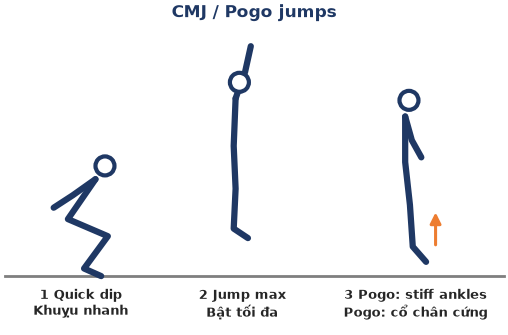 CMJ / Pogo jumps
1 Quick dip
Khuỵu nhanh
2 Jump max
Bật tối đa
3 Pogo: stiff ankles
Pogo: cổ chân cứng